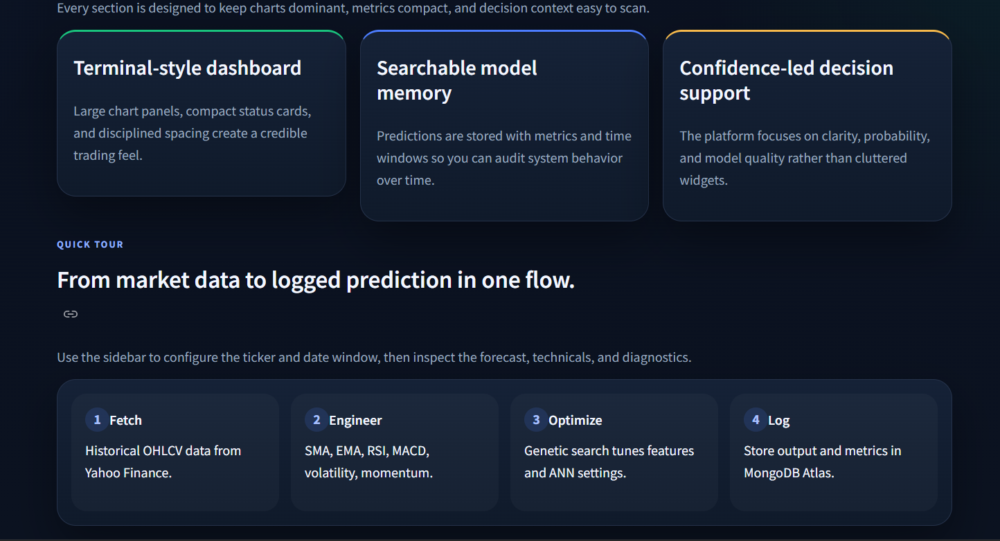 Every section is designed to keep charts dominant, metrics compact, and decision context easy to scan.
Terminal-style dashboard
Large chart panels, compact status cards,
and disciplined spacing create a credible
trading feel.
Searchable model
memory
Predictions are stored with metrics and time
windows so you can audit system behavior
over time.
Confidence-led decision
support
The platform focuses on clarity, probability,
and model quality rather than cluttered
widgets.
QUICK TOUR
From market data to logged prediction in one flow.
Use the sidebar to configure the ticker and date window, then inspect the forecast, technicals, and diagnostics.
1 Fetch
Historical OHLCV data from
Yahoo Finance.
2 Engineer
SMA, EMA, RSI, MACD,
volatility, momentum.
3 Optimize
Genetic search tunes features
and ANN settings.
4 Log
Store output and metrics in
MongoDB Atlas.